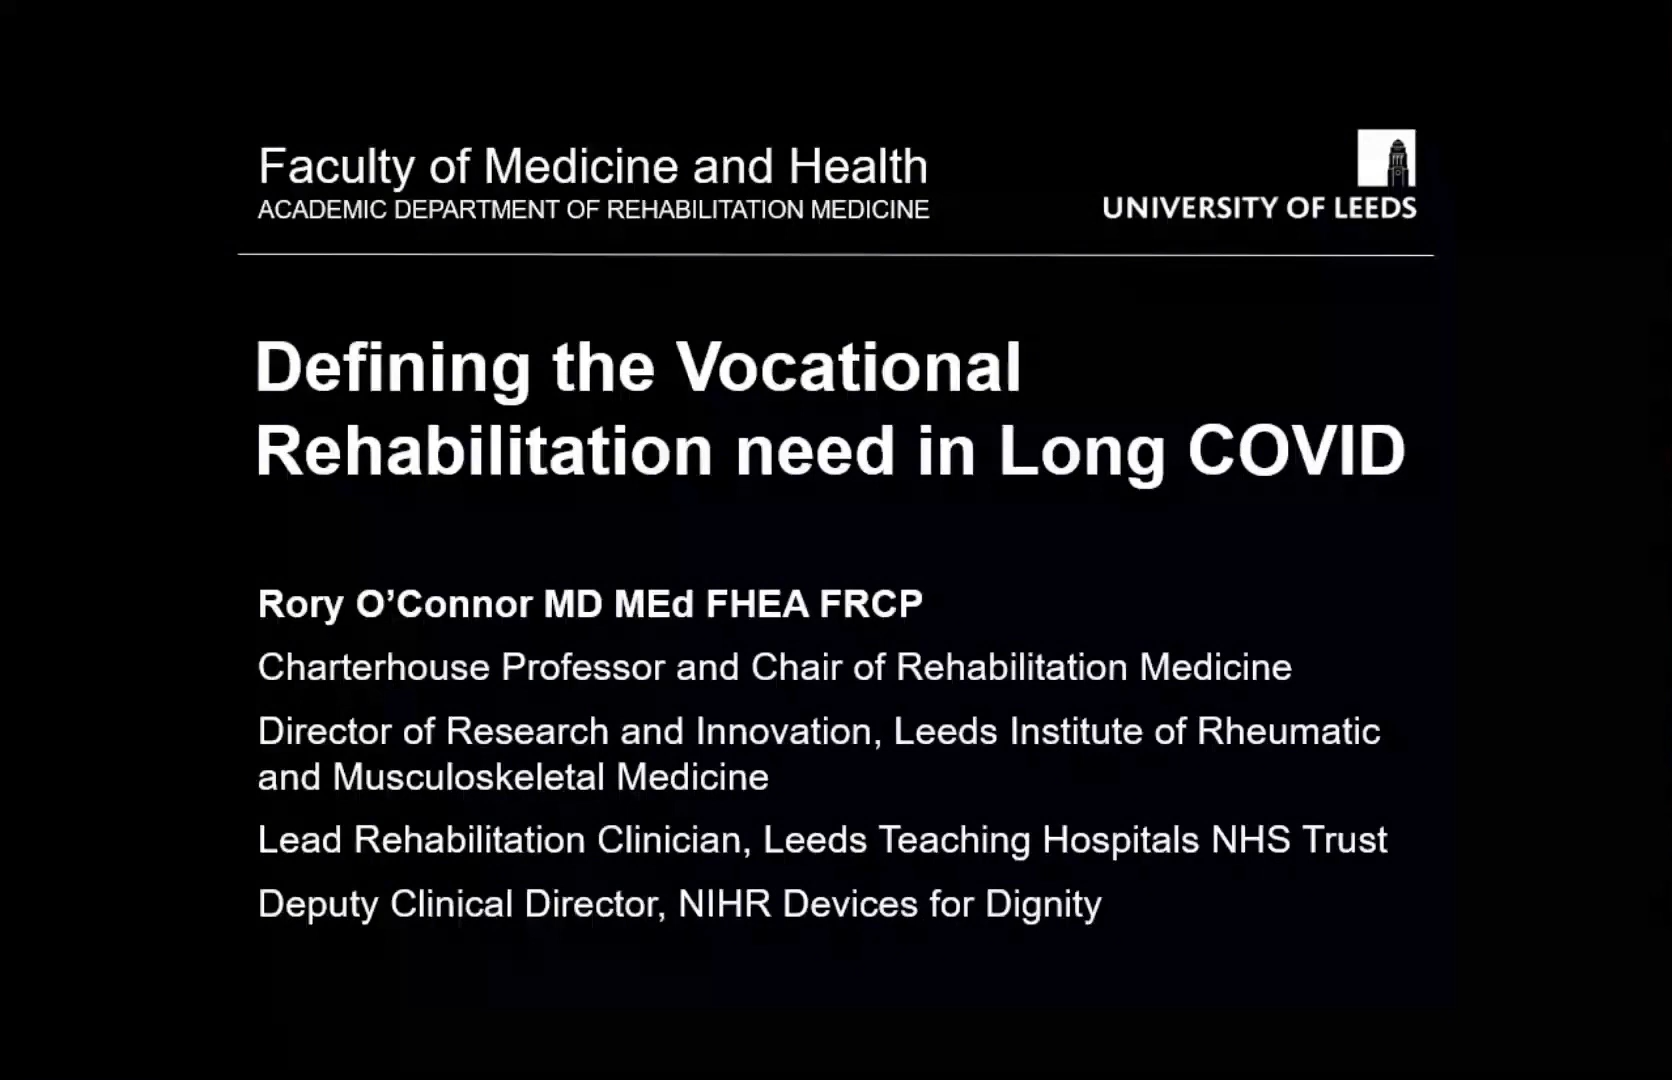 Faculty of Medicine and Health
ACADEMIC DEPARTMENT OF REHABILITATION MEDICINE
UNIVERSITY OF LEEDS
Defining the Vocational
Rehabilitation need in Long COVID
Rory O’Connor MD MEd FHEA FRCP
Charterhouse Professor and Chair of Rehabilitation Medicine
Director of Research and Innovation, Leeds Institute of Rheumatic
and Musculoskeletal Medicine
Lead Rehabilitation Clinician, Leeds Teaching Hospitals NHS Trust
Deputy Clinical Director, NIHR Devices for Dignity